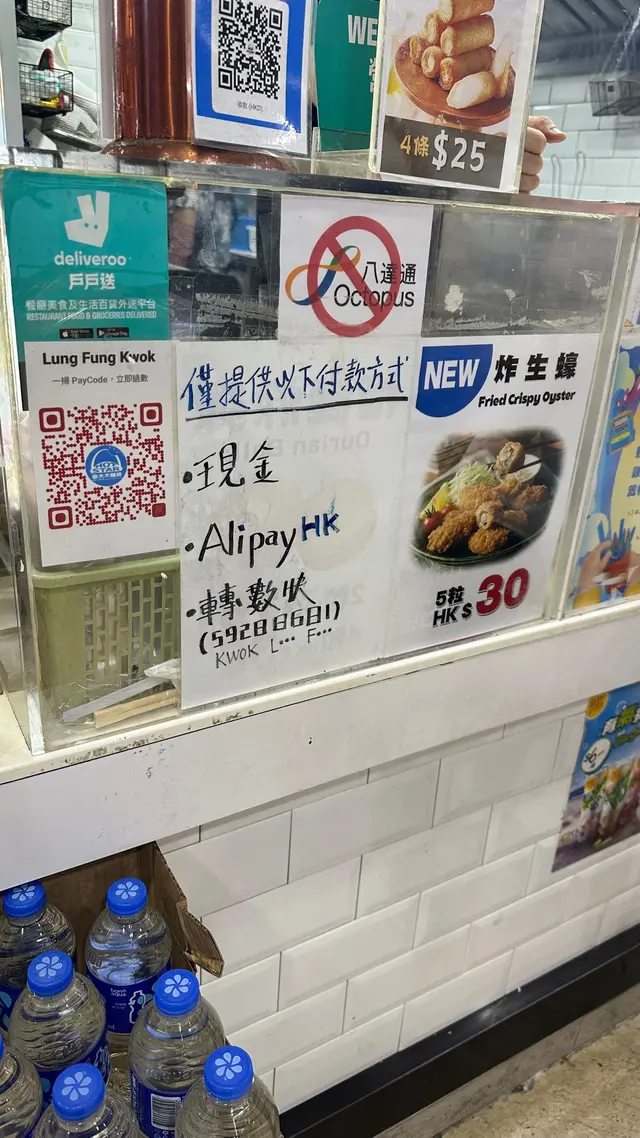 收款 (HKD)
WE
4條 $25
deliveroo
戶戶送
餐廳美食及生活百貨外送平台
RESTAURANT FOOD & GROCERIES DELIVERED
八達通
Octopus
Lung Fung Kwok
一掃 PayCode，立即過數
僅提供以下付款方式
• 現金
• Alipay HK
• 轉數快
(59288681)
KWOK L... F...
NEW 炸生蠔
Fried Crispy Oyster
5粒
HK$ 30